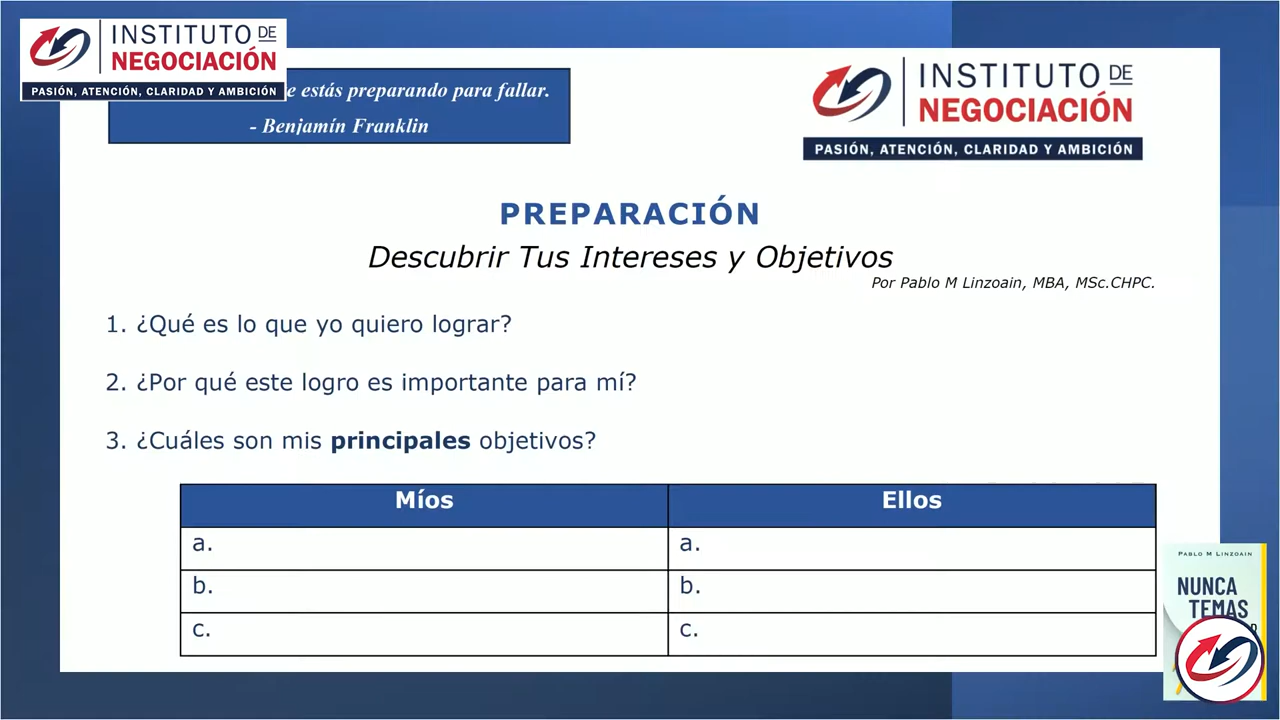 INSTITUTO DE
NEGOCIACIÓN
PASIÓN, ATENCIÓN, CLARIDAD Y AMBICIÓN
estás preparando para fallar.
- Benjamín Franklin
INSTITUTO DE
NEGOCIACIÓN
PASIÓN, ATENCIÓN, CLARIDAD Y AMBICIÓN
PREPARACIÓN
Descubrir Tus Intereses y Objetivos
Por Pablo M Linzoain, MBA, MSc.CHPC.
1. ¿Qué es lo que yo quiero lograr?
2. ¿Por qué este logro es importante para mí?
3. ¿Cuáles son mis principales objetivos?
Míos Ellos
a. a.
b. b.
c. c.
PABLO M LINZOAIN
NUNCA
TEMAS